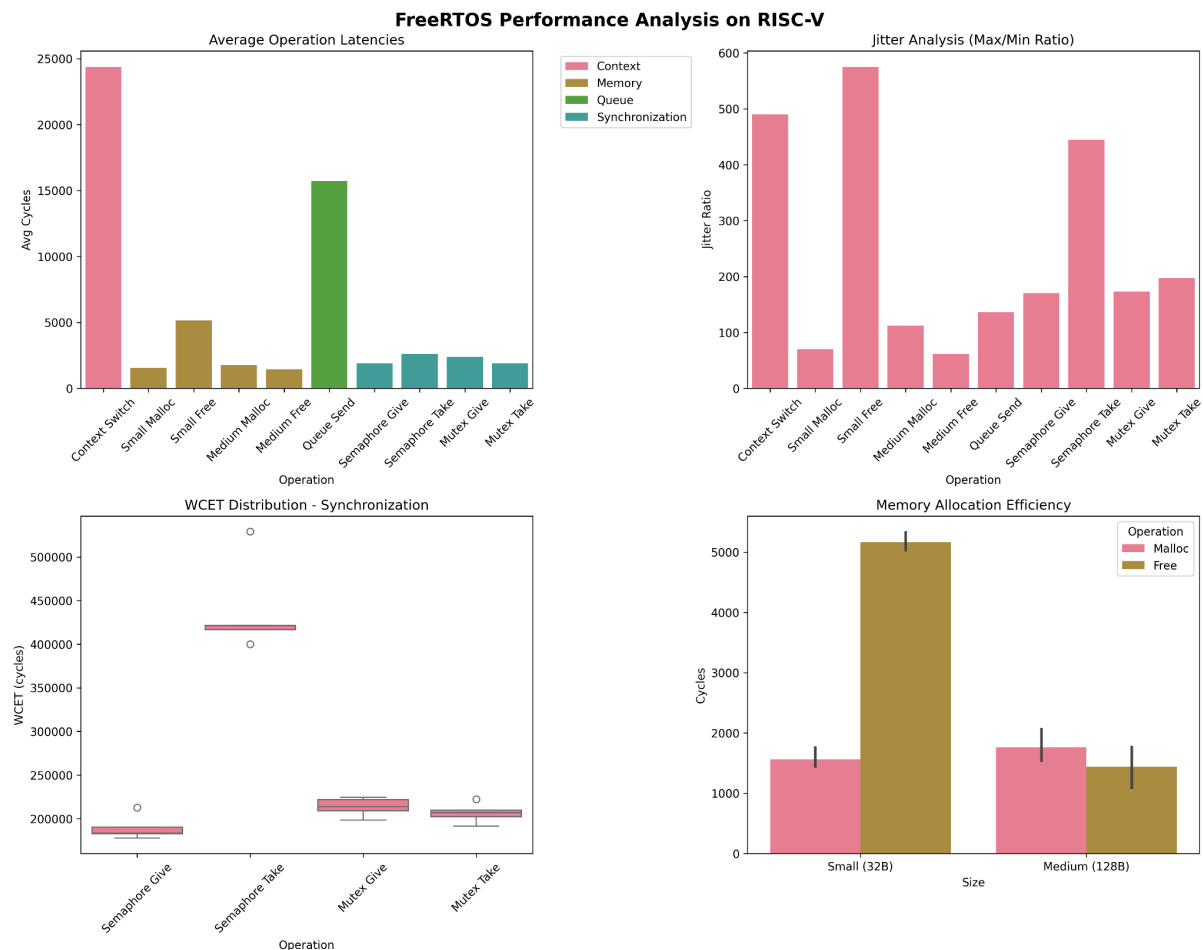 FreeRTOS Performance Analysis on RISC-V
Average Operation Latencies
Avg Cycles
25000
20000
15000
10000
5000
0
Context Switch
Small Malloc
Small Free
Medium Malloc
Medium Free
Queue Send
Semaphore Give
Semaphore Take
Mutex Give
Mutex Take
Operation
Context
Memory
Queue
Synchronization
Jitter Analysis (Max/Min Ratio)
Jitter Ratio
600
500
400
300
200
100
0
Context Switch
Small Malloc
Small Free
Medium Malloc
Medium Free
Queue Send
Semaphore Give
Semaphore Take
Mutex Give
Mutex Take
Operation
WCET Distribution - Synchronization
WCET (cycles)
500000
450000
400000
350000
300000
250000
200000
Semaphore Give
Semaphore Take
Mutex Give
Mutex Take
Operation
Memory Allocation Efficiency
Operation
Malloc
Free
Cycles
5000
4000
3000
2000
1000
0
Small (32B)
Medium (128B)
Size